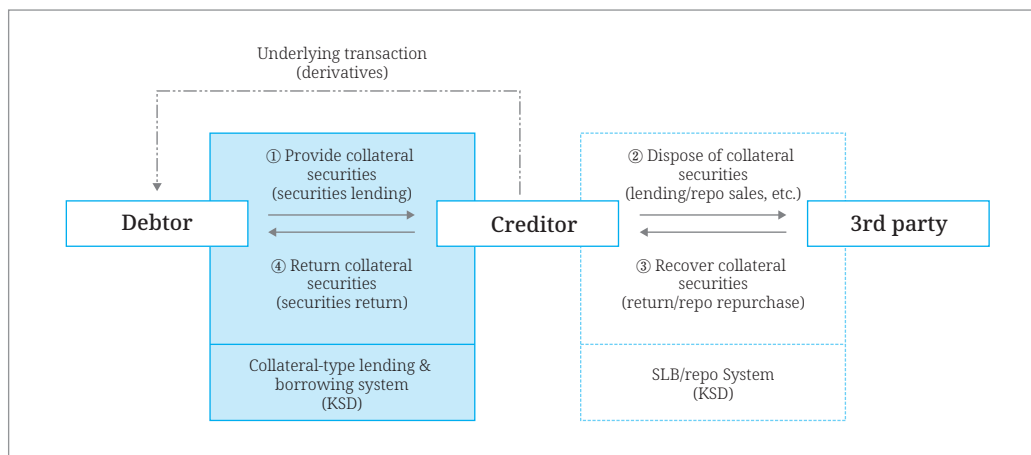 Underlying transaction
(derivatives)
① Provide collateral
securities
(securities lending)
② Dispose of collateral
securities
(lending/repo sales, etc.)
Debtor
Creditor
3rd party
④ Return collateral
securities
(securities return)
③ Recover collateral
securities
(return/repo repurchase)
Collateral-type lending &
borrowing system
(KSD)
SLB/repo System
(KSD)